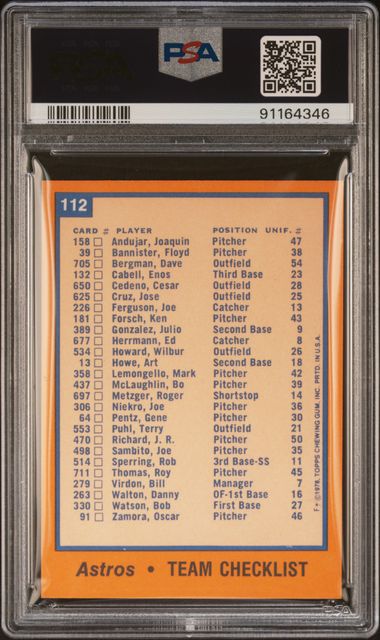 PSA
91164346
112
CARD # PLAYER POSITION UNIF. #
158 Andujar, Joaquin Pitcher 47
39 Bannister, Floyd Pitcher 38
705 Bergman, Dave Outfield 54
132 Cabell, Enos Third Base 23
650 Cedeno, Cesar Outfield 28
625 Cruz, Jose Outfield 25
226 Ferguson, Joe Catcher 13
181 Forsch, Ken Pitcher 43
389 Gonzalez, Julio Second Base 9
677 Herrmann, Ed Catcher 8
534 Howard, Wilbur Outfield 26
13 Howe, Art Second Base 18
358 Lemongello, Mark Pitcher 42
437 McLaughlin, Bo Pitcher 39
697 Metzger, Roger Shortstop 14
306 Niekro, Joe Pitcher 36
64 Pentz, Gene Pitcher 30
553 Puhl, Terry Outfield 21
470 Richard, J. R. Pitcher 50
498 Sambito, Joe Pitcher 35
514 Sperring, Rob 3rd Base-SS 11
711 Thomas, Roy Pitcher 45
279 Virdon, Bill Manager 7
263 Walton, Danny OF-1st Base 16
330 Watson, Bob First Base 27
91 Zamora, Oscar Pitcher 46
F* ©1978, TOPPS CHEWING GUM, INC. PRTD. IN U.S.A.
Astros • TEAM CHECKLIST